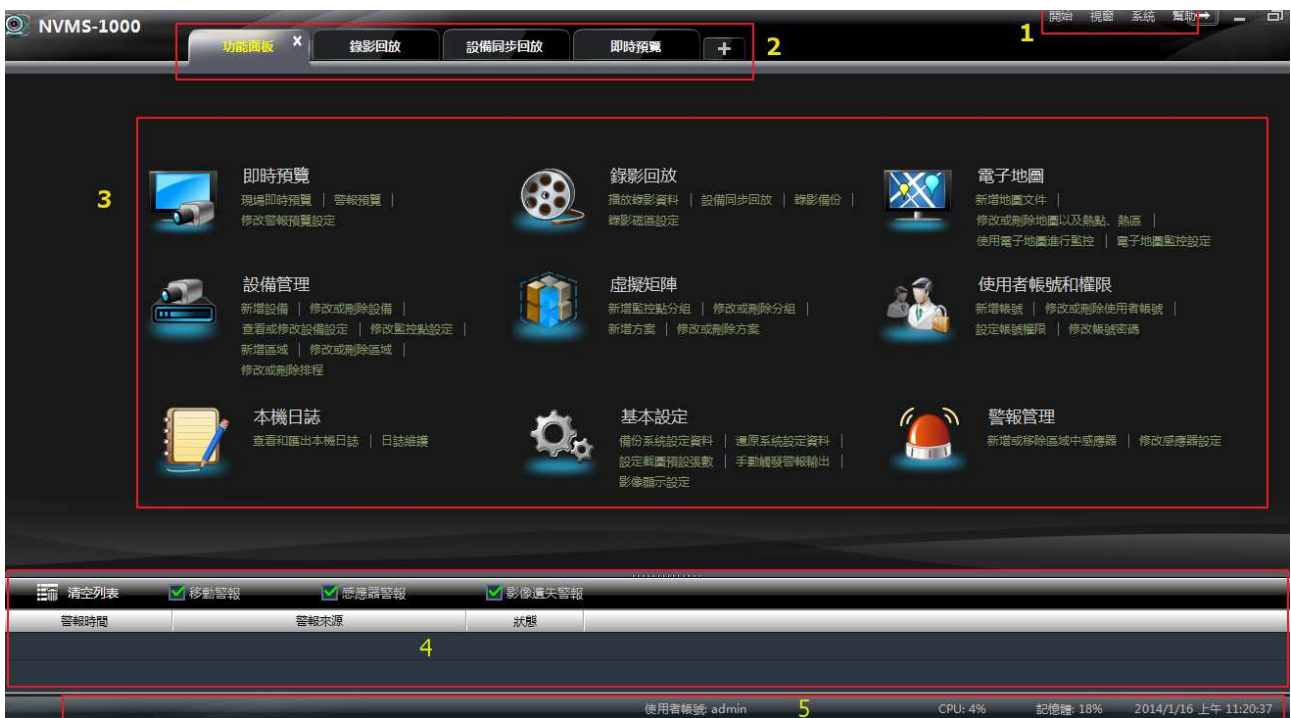 NVMS-1000
開始 視窗 系統 幫助
1
功能面板 x 錄影回放 設備同步回放 即時預覽 +
2
3
即時預覽
現場即時預覽 | 警報預覽 |
修改警報預覽設定
錄影回放
播放錄影資料 | 設備同步回放 | 錄影備份 |
錄影磁區設定
電子地圖
新增地圖文件 |
修改或刪除地圖以及熱點、熱區 |
使用電子地圖進行監控 | 電子地圖監控設定
設備管理
新增設備 | 修改或刪除設備 |
查看或修改設備設定 | 修改監控點設定 |
新增區域 | 修改或刪除區域 |
修改或刪除排程
虛擬矩陣
新增監控點分組 | 修改或刪除分組 |
新增方案 | 修改或刪除方案
使用者帳號和權限
新增帳號 | 修改或刪除使用者帳號 |
設定帳號權限 | 修改帳號密碼
本機日誌
查看和匯出本機日誌 | 日誌維護
基本設定
備份系統設定資料 | 還原系統設定資料 |
設定截圖預設張數 | 手動觸發警報輸出 |
影像顯示設定
警報管理
新增或移除區域中感應器 | 修改感應器設定
清空列表 移動警報 感應器警報 影像遺失警報
警報時間 警報來源 狀態
4
使用者帳號: admin 5 CPU: 4% 記憶體: 18% 2014/1/16 上午 11:20:37